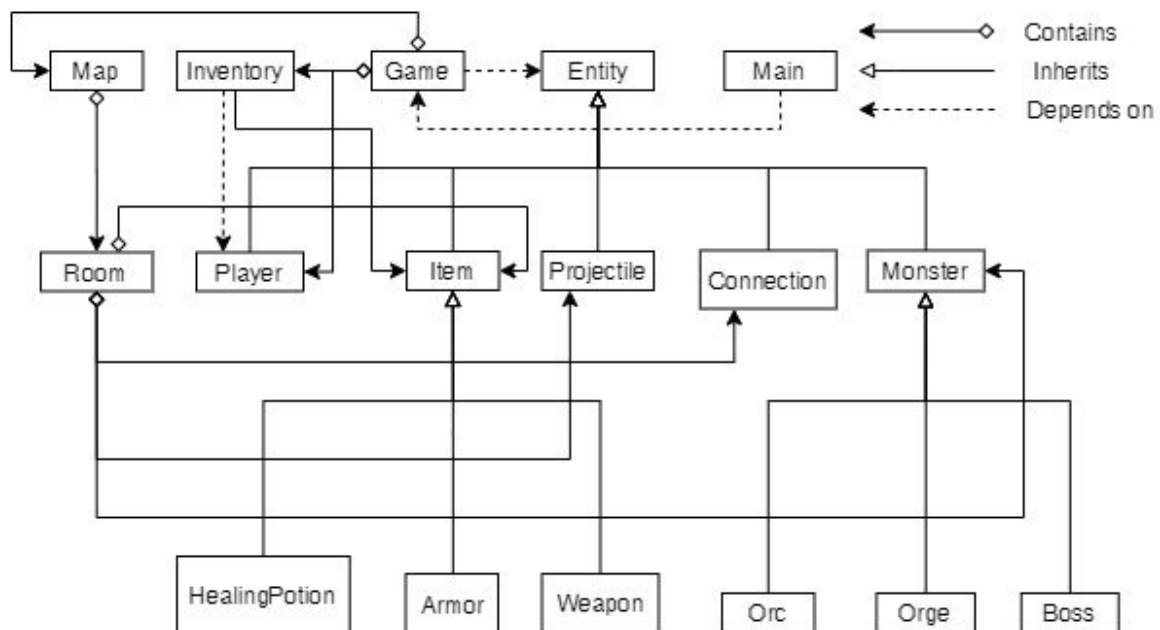 Map
Inventory
Game
Entity
Main
Contains
Inherits
Depends on
Room
Player
Item
Projectile
Connection
Monster
HealingPotion
Armor
Weapon
Orc
Orge
Boss